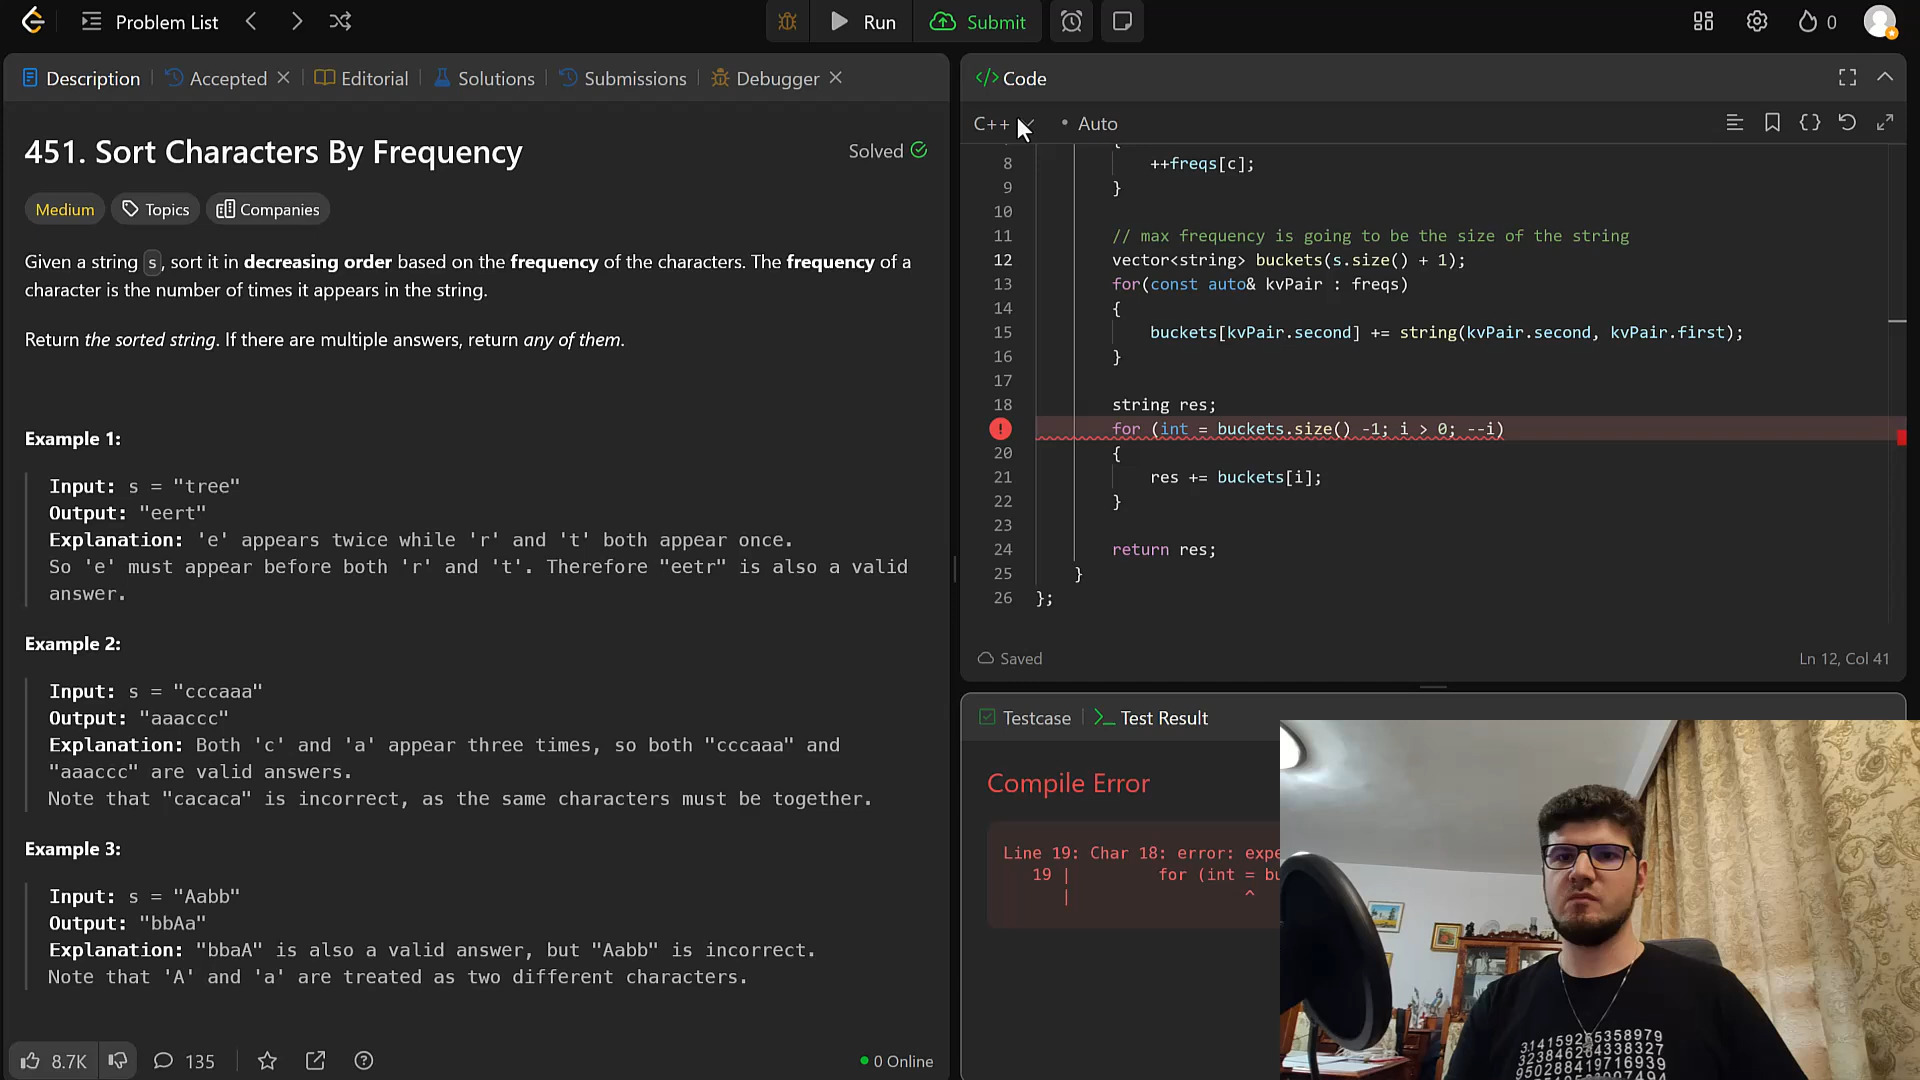 Problem List
Run
Submit
0
Description
Accepted
Editorial
Solutions
Submissions
Debugger
</> Code
C++
Auto
451. Sort Characters By Frequency
Solved
Medium
Topics
Companies
Given a string s, sort it in decreasing order based on the frequency of the characters. The frequency of a
character is the number of times it appears in the string.
Return the sorted string. If there are multiple answers, return any of them.
Example 1:
Input: s = "tree"
Output: "eert"
Explanation: 'e' appears twice while 'r' and 't' both appear once.
So 'e' must appear before both 'r' and 't'. Therefore "eetr" is also a valid
answer.
Example 2:
Input: s = "cccaaa"
Output: "aaaccc"
Explanation: Both 'c' and 'a' appear three times, so both "cccaaa" and
"aaaccc" are valid answers.
Note that "cacaca" is incorrect, as the same characters must be together.
Example 3:
Input: s = "Aabb"
Output: "bbAa"
Explanation: "bbaA" is also a valid answer, but "Aabb" is incorrect.
Note that 'A' and 'a' are treated as two different characters.
8.7K
135
0 Online
8 ++freqs[c];
9 }
10
11 // max frequency is going to be the size of the string
12 vector<string> buckets(s.size() + 1);
13 for(const auto& kvPair : freqs)
14 {
15 buckets[kvPair.second] += string(kvPair.second, kvPair.first);
16 }
17
18 string res;
for (int = buckets.size() -1; i > 0; --i)
20 {
21 res += buckets[i];
22 }
23
24 return res;
25 }
26 };
Saved
Ln 12, Col 41
Testcase
Test Result
Compile Error
Line 19: Char 18: error: expe
19 | for (int = bu
| ^
3.14159265358979
323846264338327
950288419716939